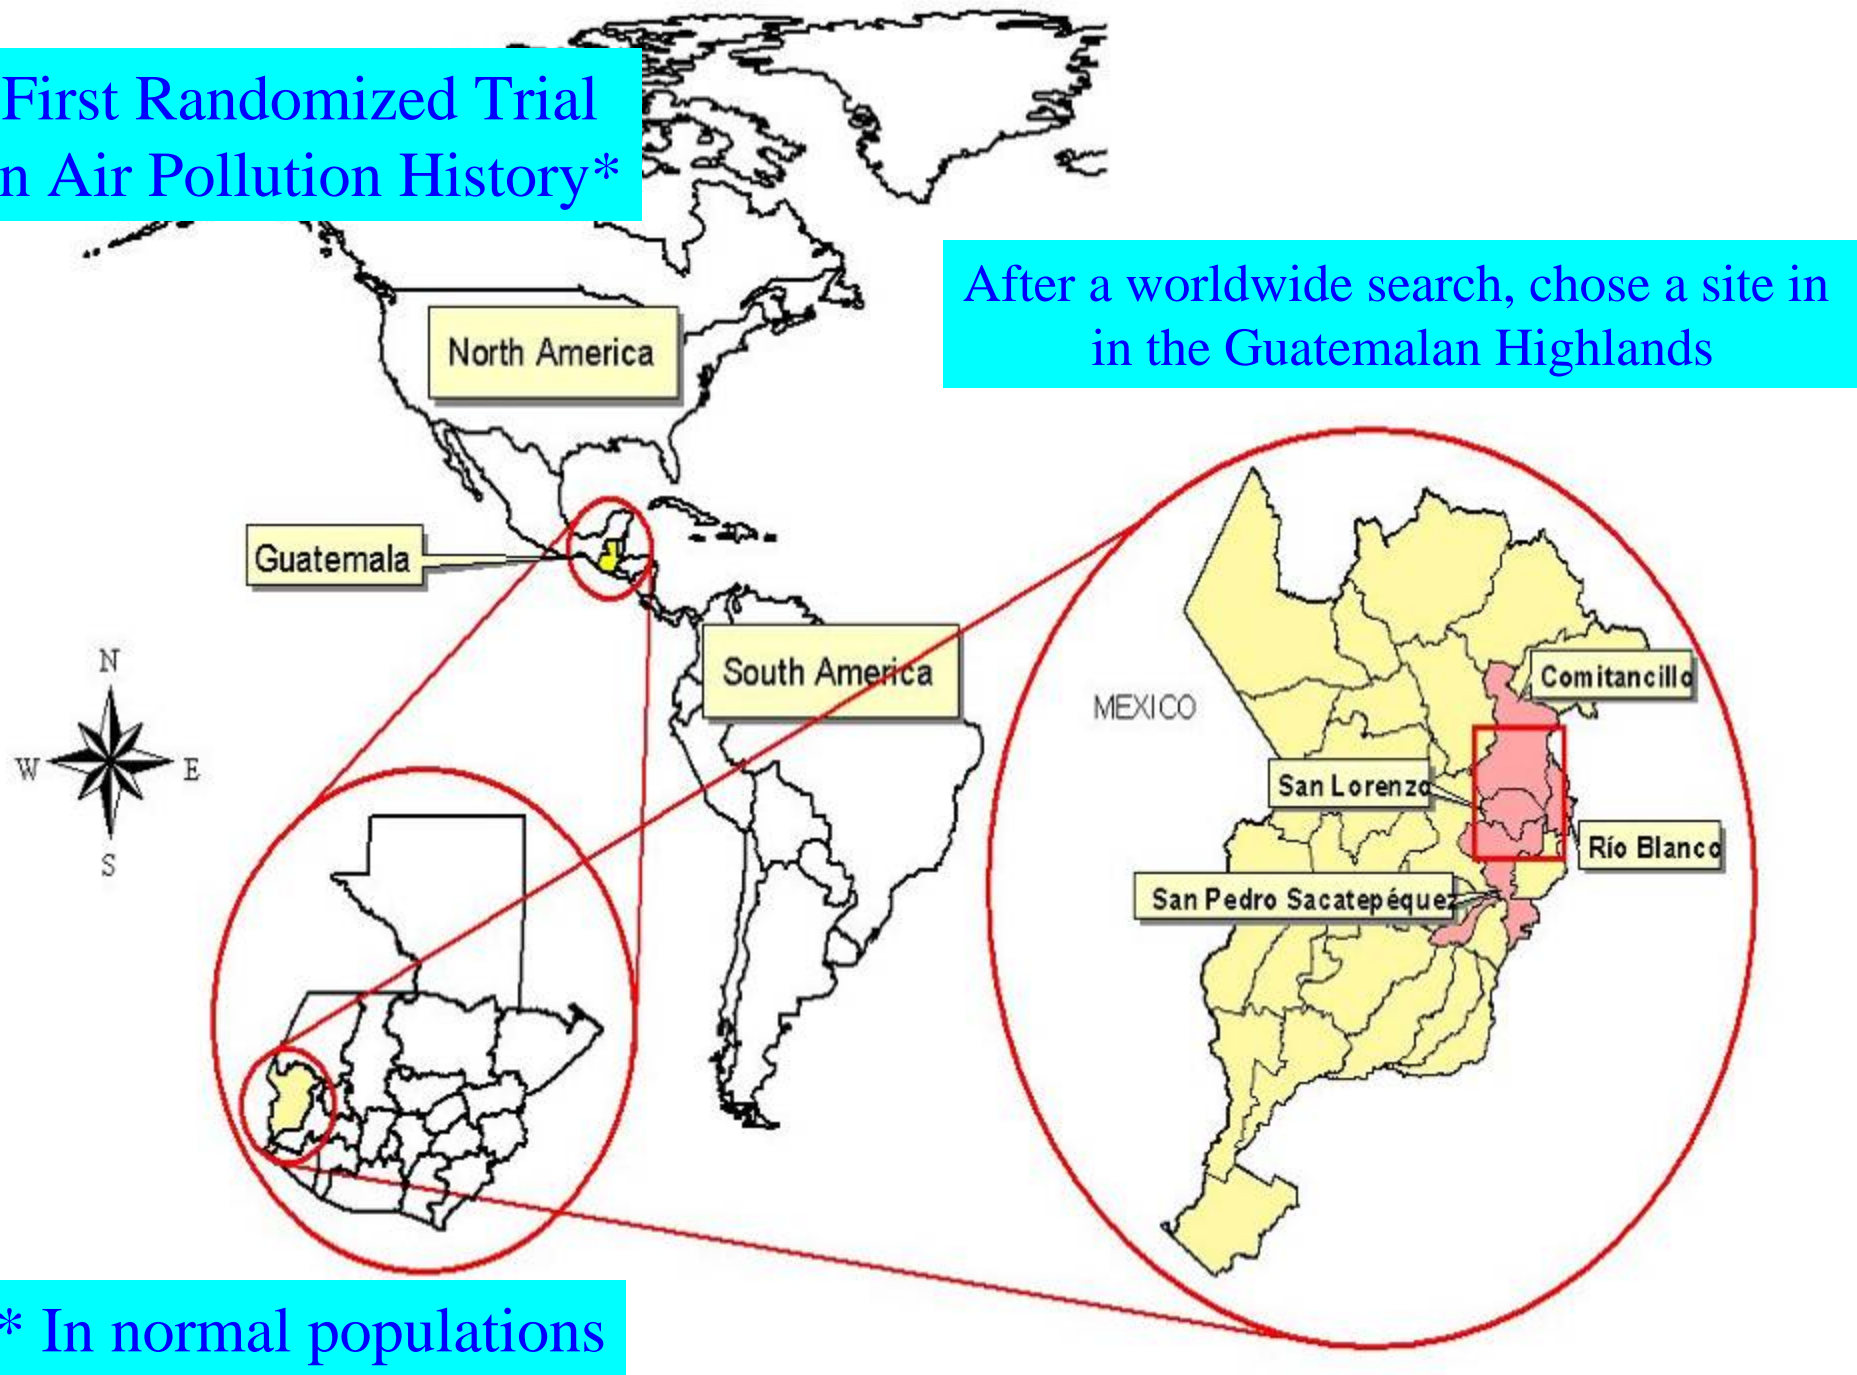 First Randomized Trial
n Air Pollution History*
After a worldwide search, chose a site in
in the Guatemalan Highlands
North America
Guatemala
South America
N
W
E
S
MEXICO
Comitancillo
San Lorenzo
Río Blanco
San Pedro Sacatepéquez
* In normal populations